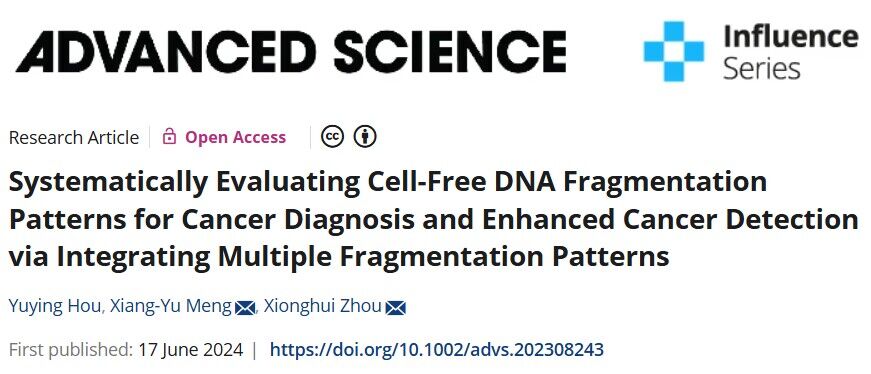 ADVANCED SCIENCE
Influence
Series
Research Article
Open Access
cc
Systematically Evaluating Cell-Free DNA Fragmentation
Patterns for Cancer Diagnosis and Enhanced Cancer Detection
via Integrating Multiple Fragmentation Patterns
Yuying Hou, Xiang-Yu Meng, Xionghui Zhou
First published: 17 June 2024 | https://doi.org/10.1002/advs.202308243